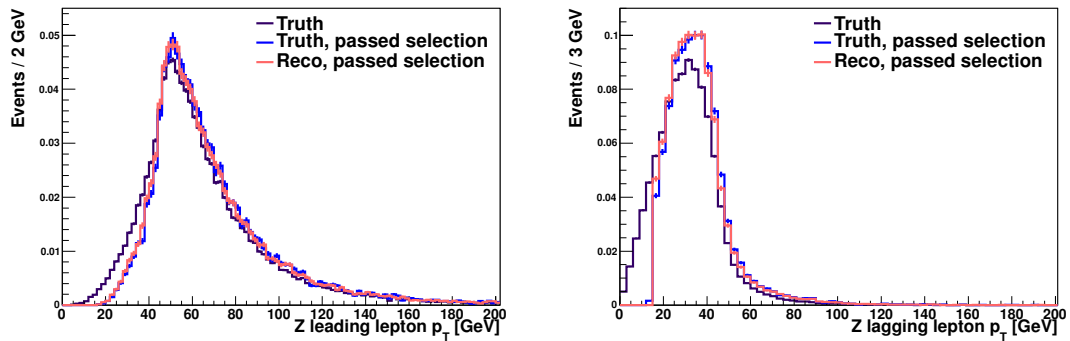 Events / 2 GeV
0.05
0.04
0.03
0.02
0.01
0
0 20 40 60 80 100 120 140 160 180 200
Z leading lepton pT [GeV]
Truth
Truth, passed selection
Reco, passed selection
Events / 3 GeV
0.1
0.08
0.06
0.04
0.02
0
0 20 40 60 80 100 120 140 160 180 200
Z lagging lepton pT [GeV]
Truth
Truth, passed selection
Reco, passed selection